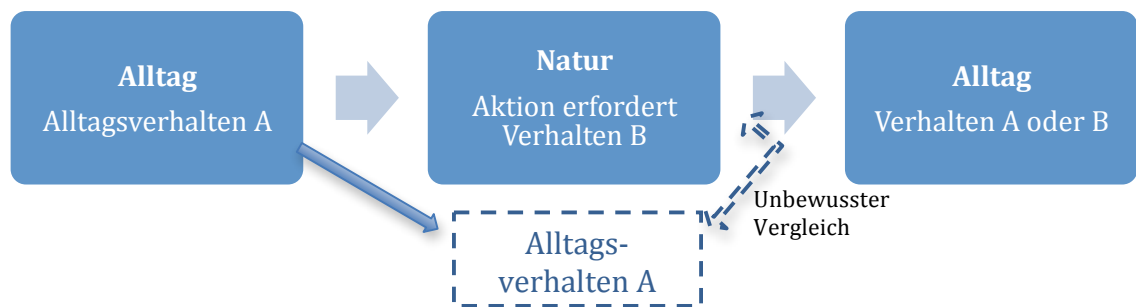 Alltag
Alltagsverhalten A
Natur
Aktion erfordert
Verhalten B
Alltag
Verhalten A oder B
Unbewusster
Vergleich
Alltags-
verhalten A